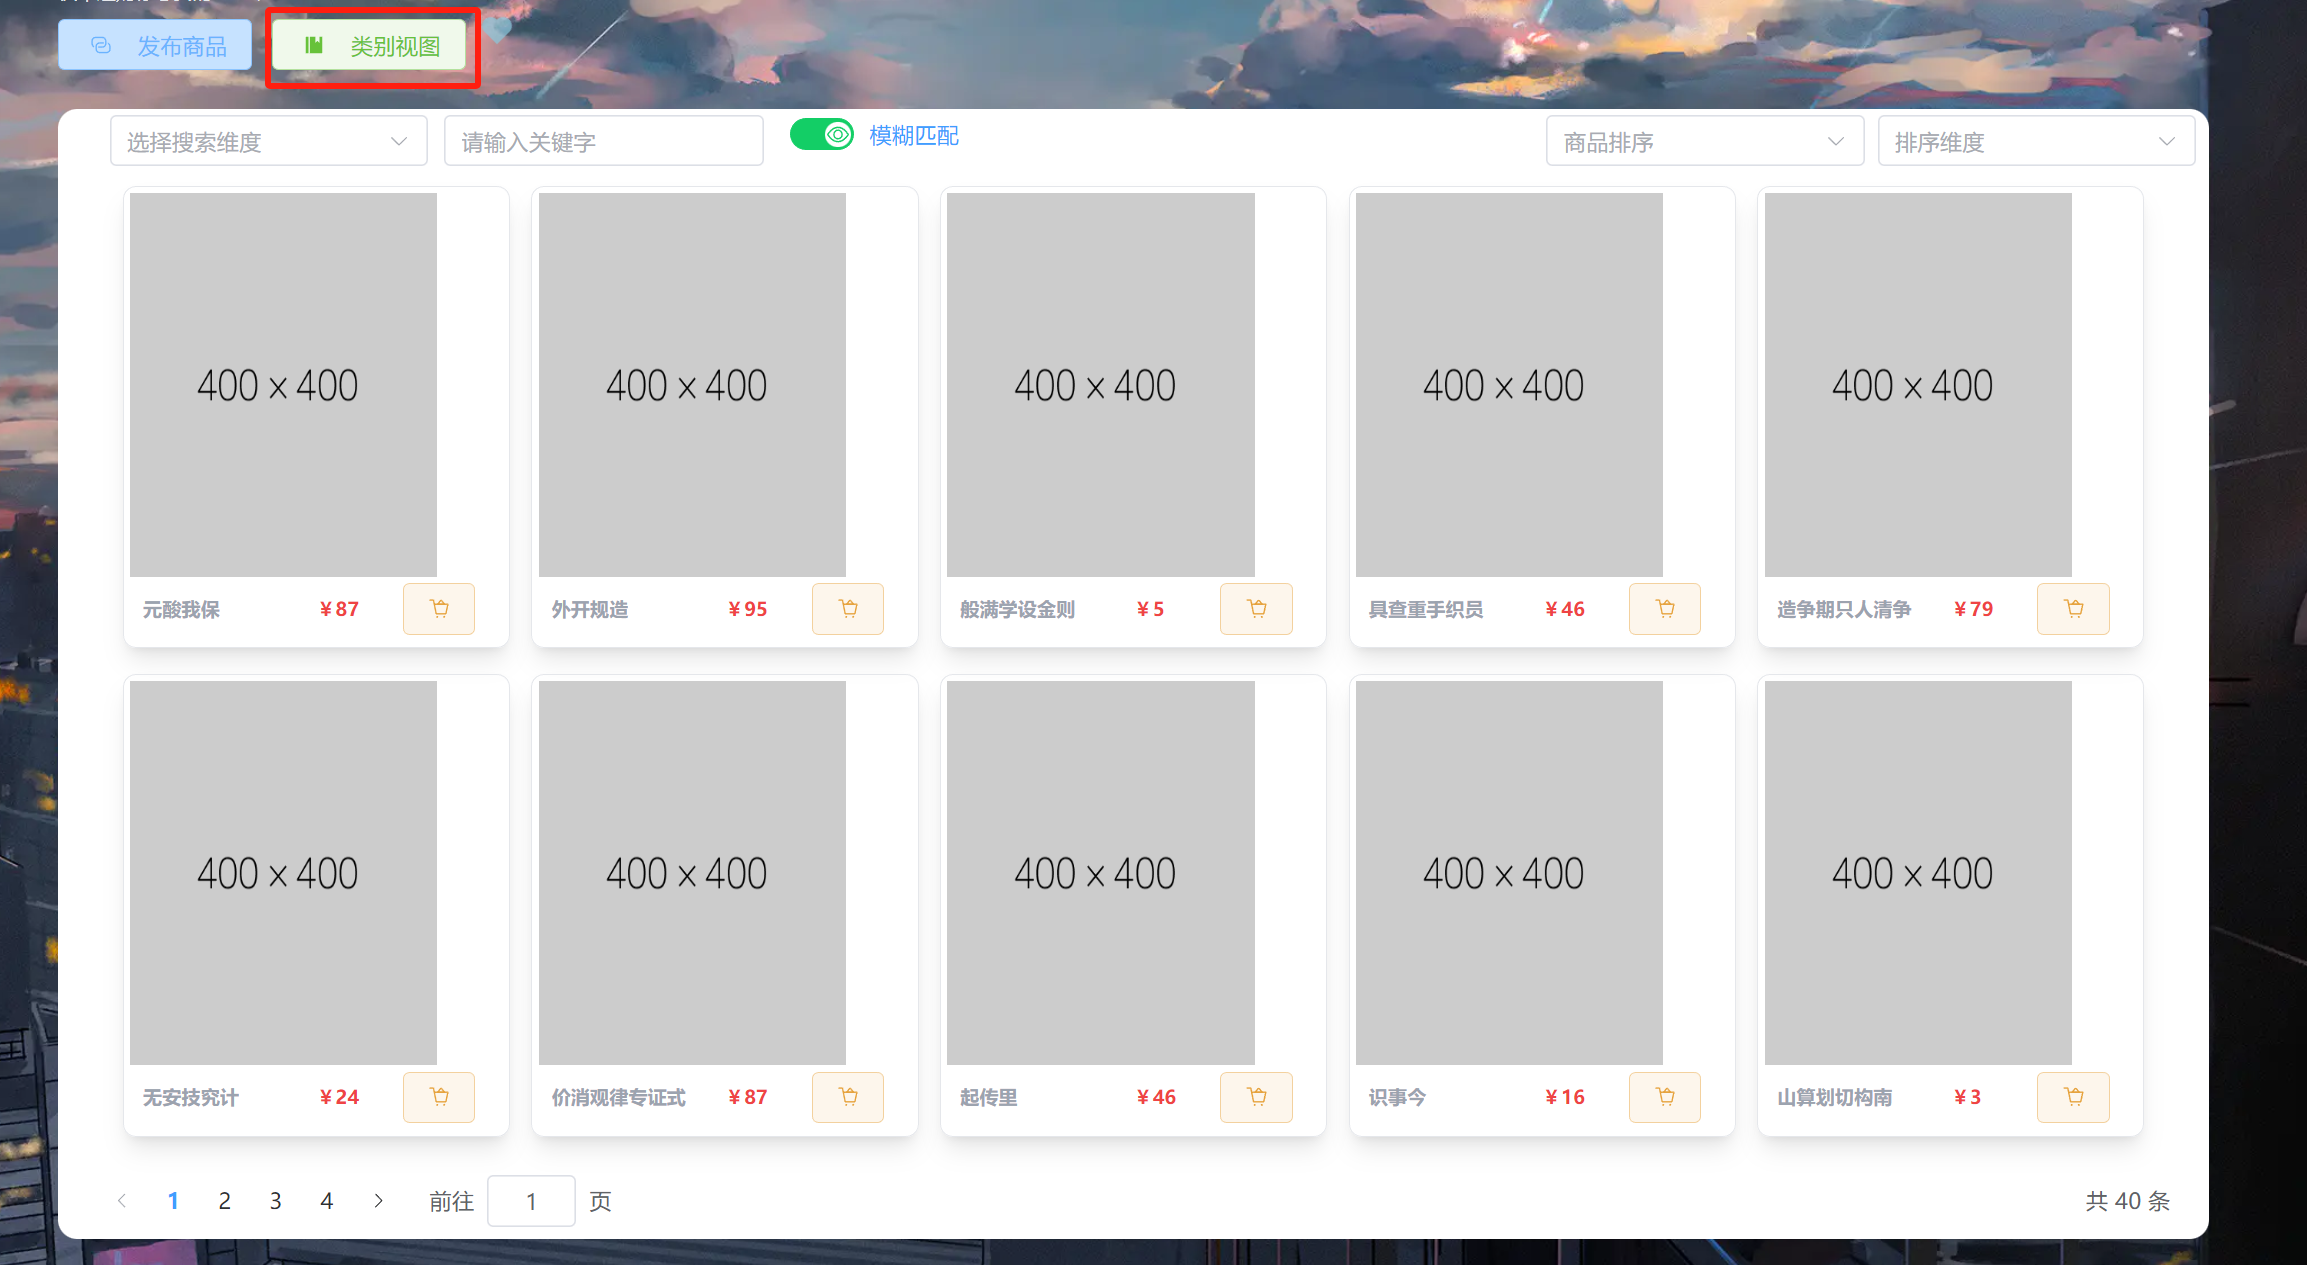 发布商品 类别视图
选择搜索维度 请输入关键字 模糊匹配 商品排序 排序维度
400 × 400 400 × 400 400 × 400 400 × 400 400 × 400
元酸我保 ¥87 外开规造 ¥95 般满学设金则 ¥5 具查重手织员 ¥46 造争期只人清争 ¥79
400 × 400 400 × 400 400 × 400 400 × 400 400 × 400
无安技究计 ¥24 价消观律专证式 ¥87 起传里 ¥46 识事今 ¥16 山算划切构南 ¥3
1 2 3 4 前往 1 页 共 40 条